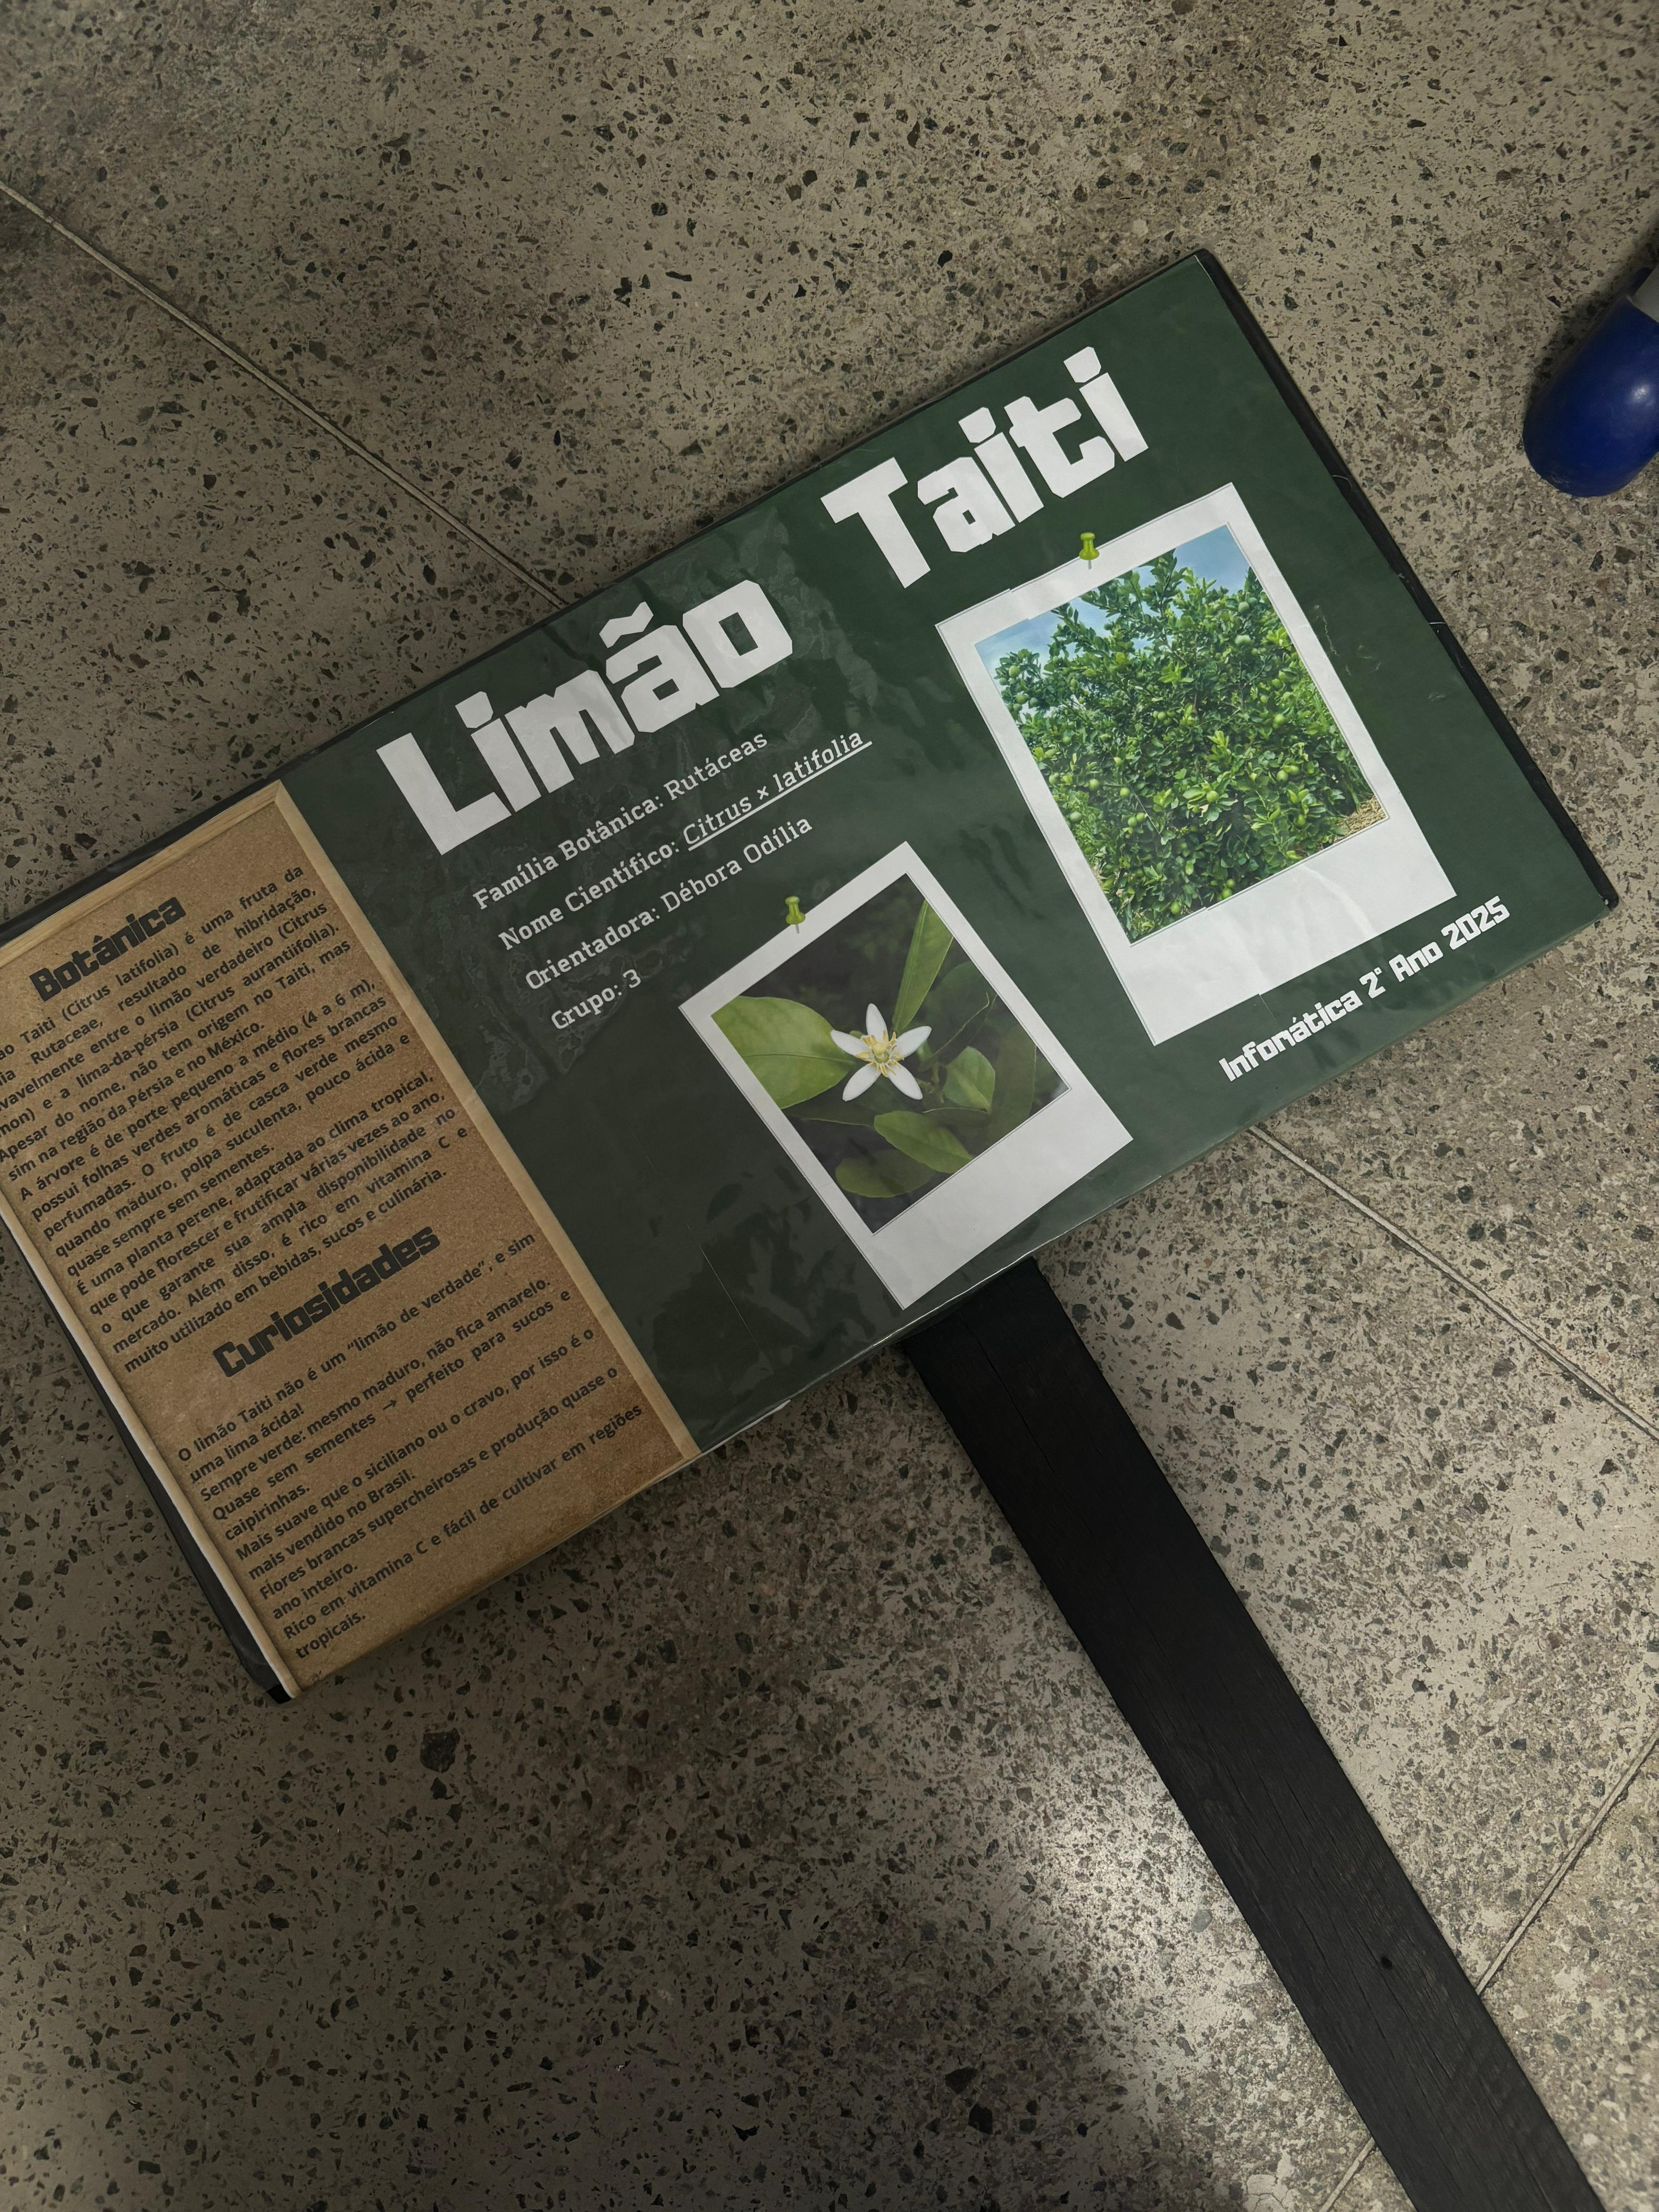 Limão Taiti
Família Botânica: Rutáceas
Nome Científico: Citrus × latifolia
Orientadora: Débora Odília
Grupo: 3
Infomática 2° Ano 2025
Botânica
Taiti (Citrus latifolia) é uma fruta da
Rutaceae, resultado de hibridação,
entre o limão verdadeiro (Citrus
e a lima-da-pérsia (Citrus aurantiifolia).
Apesar do nome, não tem origem no Taiti, mas
sim na região da Pérsia e no México.
A árvore é de porte pequeno a médio (4 a 6 m),
possui folhas verdes aromáticas e flores brancas
perfumadas. O fruto é de casca verde mesmo
quando maduro, polpa suculenta, pouco ácida e
quase sempre sem sementes.
É uma planta perene, adaptada ao clima tropical,
que pode florescer e frutificar várias vezes ao ano,
o que garante sua ampla disponibilidade no
mercado. Além disso, é rico em vitamina C e
muito utilizado em bebidas, sucos e culinária.
Curiosidades
O limão Taiti não é um "limão de verdade", e sim
uma lima ácida!
Sempre verde: mesmo maduro, não fica amarelo.
Quase sem sementes → perfeito para sucos e
caipirinhas.
Mais suave que o siciliano ou o cravo, por isso é o
mais vendido no Brasil.
Flores brancas supercheirosas e produção quase o
ano inteiro.
Rico em vitamina C e fácil de cultivar em regiões
tropicais.